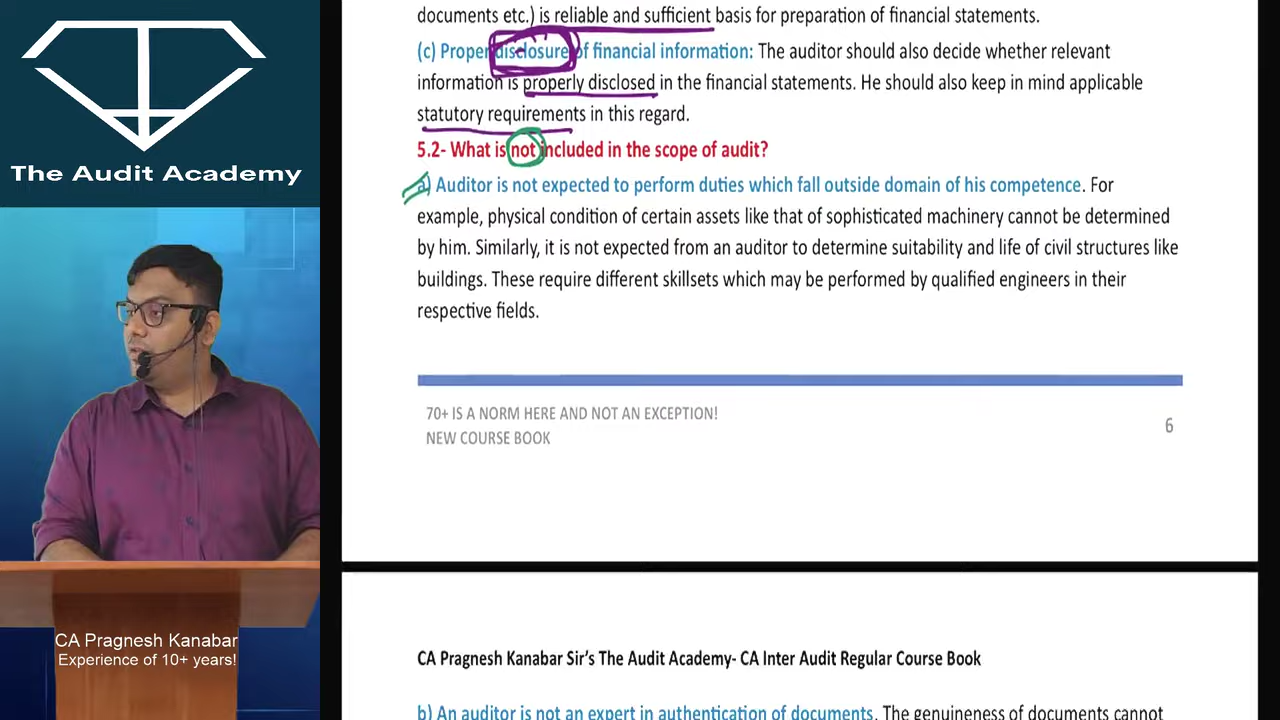 The Audit Academy
CA Pragnesh Kanabar
Experience of 10+ years!
documents etc.) is reliable and sufficient basis for preparation of financial statements.
(c) Proper disclosure of financial information: The auditor should also decide whether relevant
information is properly disclosed in the financial statements. He should also keep in mind applicable
statutory requirements in this regard.
5.2- What is not included in the scope of audit?
a) Auditor is not expected to perform duties which fall outside domain of his competence. For
example, physical condition of certain assets like that of sophisticated machinery cannot be determined
by him. Similarly, it is not expected from an auditor to determine suitability and life of civil structures like
buildings. These require different skillsets which may be performed by qualified engineers in their
respective fields.
70+ IS A NORM HERE AND NOT AN EXCEPTION!
NEW COURSE BOOK
6
CA Pragnesh Kanabar Sir's The Audit Academy- CA Inter Audit Regular Course Book
b) An auditor is not an expert in authentication of documents. The genuineness of documents cannot